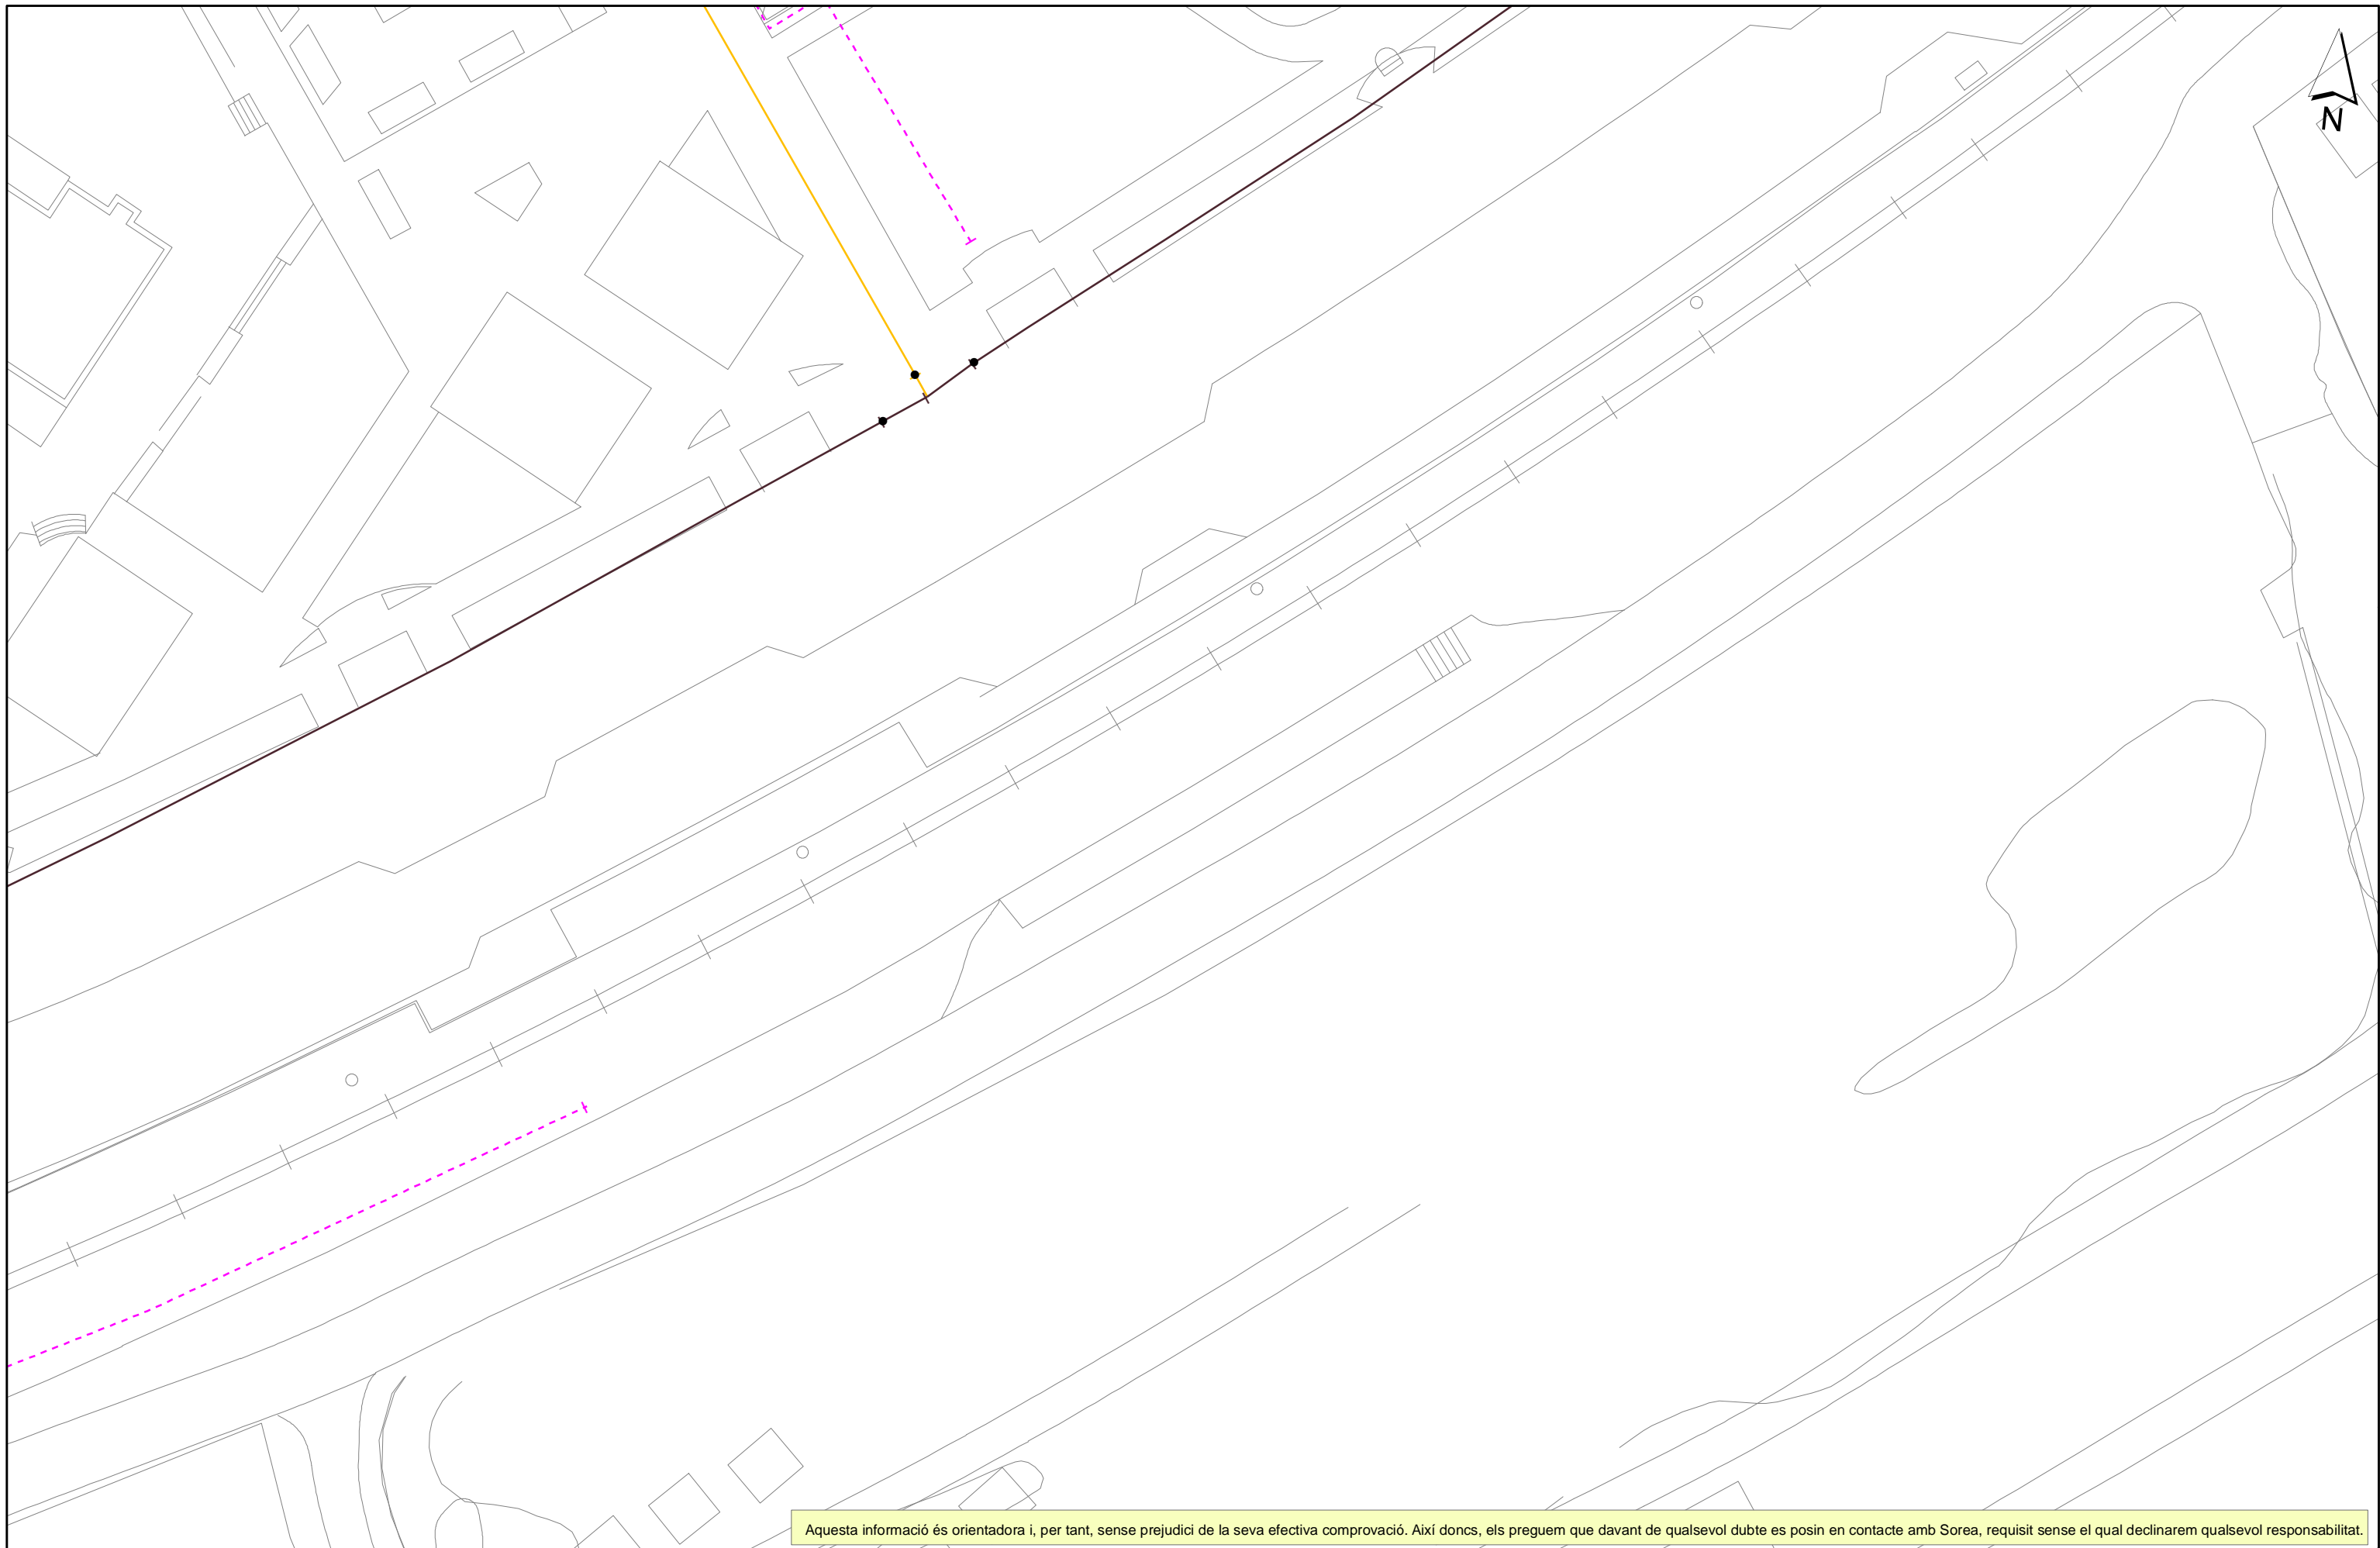 N
Aquesta informació és orientadora i, per tant, sense prejudici de la seva efectiva comprovació. Així doncs, els preguem que davant de qualsevol dubte es posin en contacte amb Sorea, requisit sense el qual declinarem qualsevol responsabilitat.